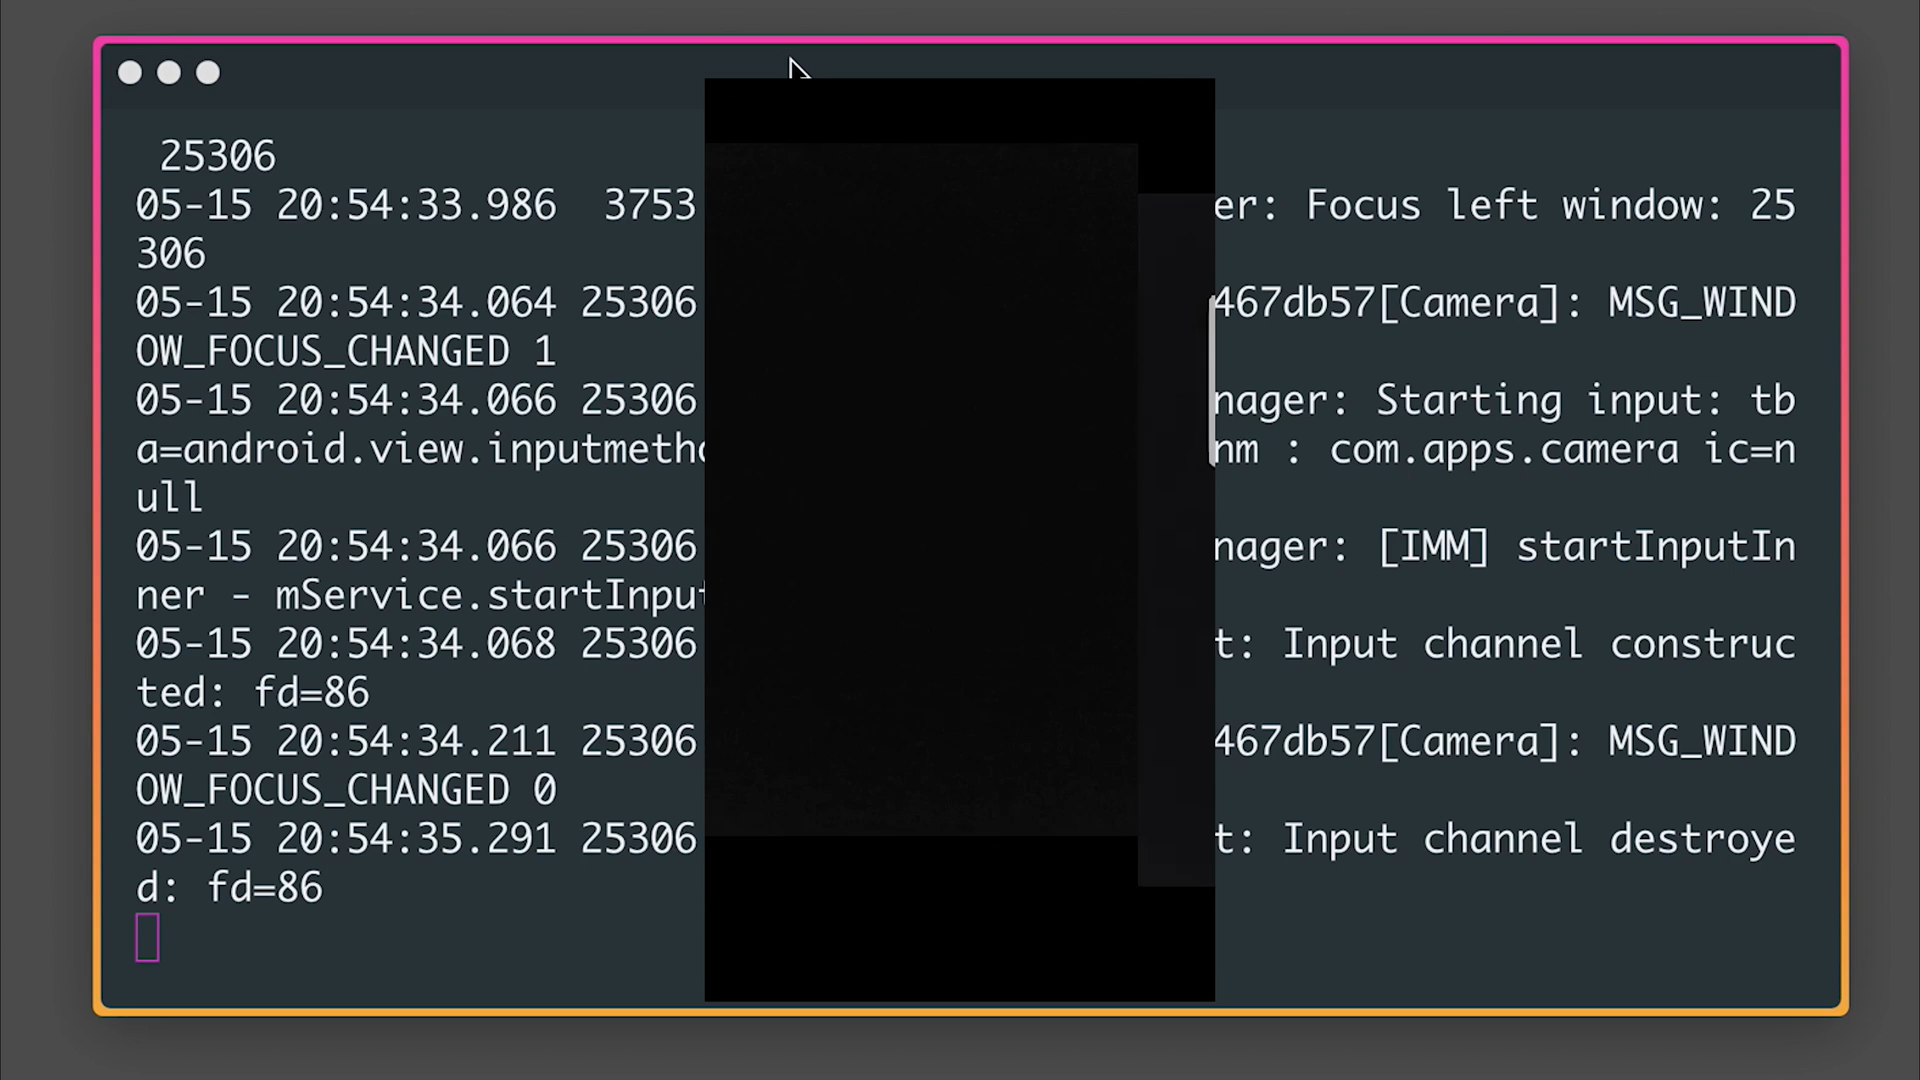 25306
05-15 20:54:33.986  3753 er: Focus left window: 25
306
05-15 20:54:34.064 25306 467db57[Camera]: MSG_WIND
OW_FOCUS_CHANGED 1
05-15 20:54:34.066 25306 nager: Starting input: tb
a=android.view.inputmetho nm : com.apps.camera ic=n
ull
05-15 20:54:34.066 25306 nager: [IMM] startInputIn
ner - mService.startInput
05-15 20:54:34.068 25306 t: Input channel construc
ted: fd=86
05-15 20:54:34.211 25306 467db57[Camera]: MSG_WIND
OW_FOCUS_CHANGED 0
05-15 20:54:35.291 25306 t: Input channel destroye
d: fd=86